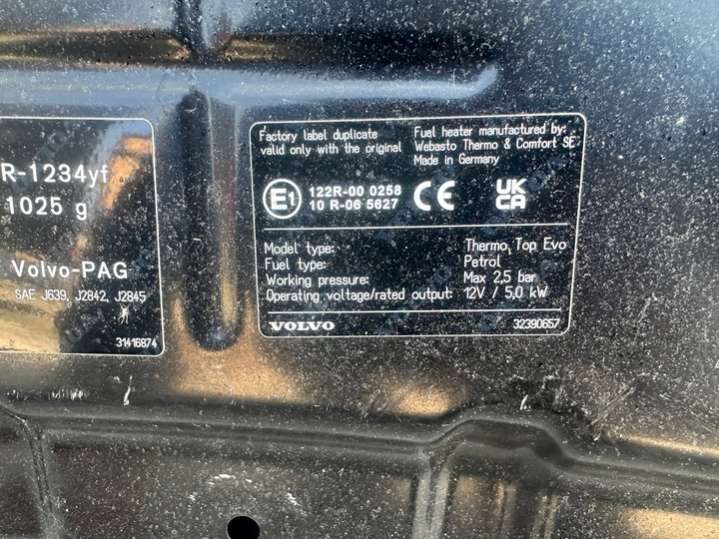 R-1234yf
1025 g
Volvo-PAG
SAE J639, J2842, J2845
31416874
Factory label duplicate
valid only with the original
Fuel heater manufactured by:
Webasto Thermo & Comfort SE
Made in Germany
E1
122R-00 0258
10 R-06 5627
CE
UK
CA
Model type: Thermo Top Evo
Fuel type: Petrol
Working pressure: Max 2,5 bar
Operating voltage/rated output: 12V / 5,0 kW
VOLVO
32390657